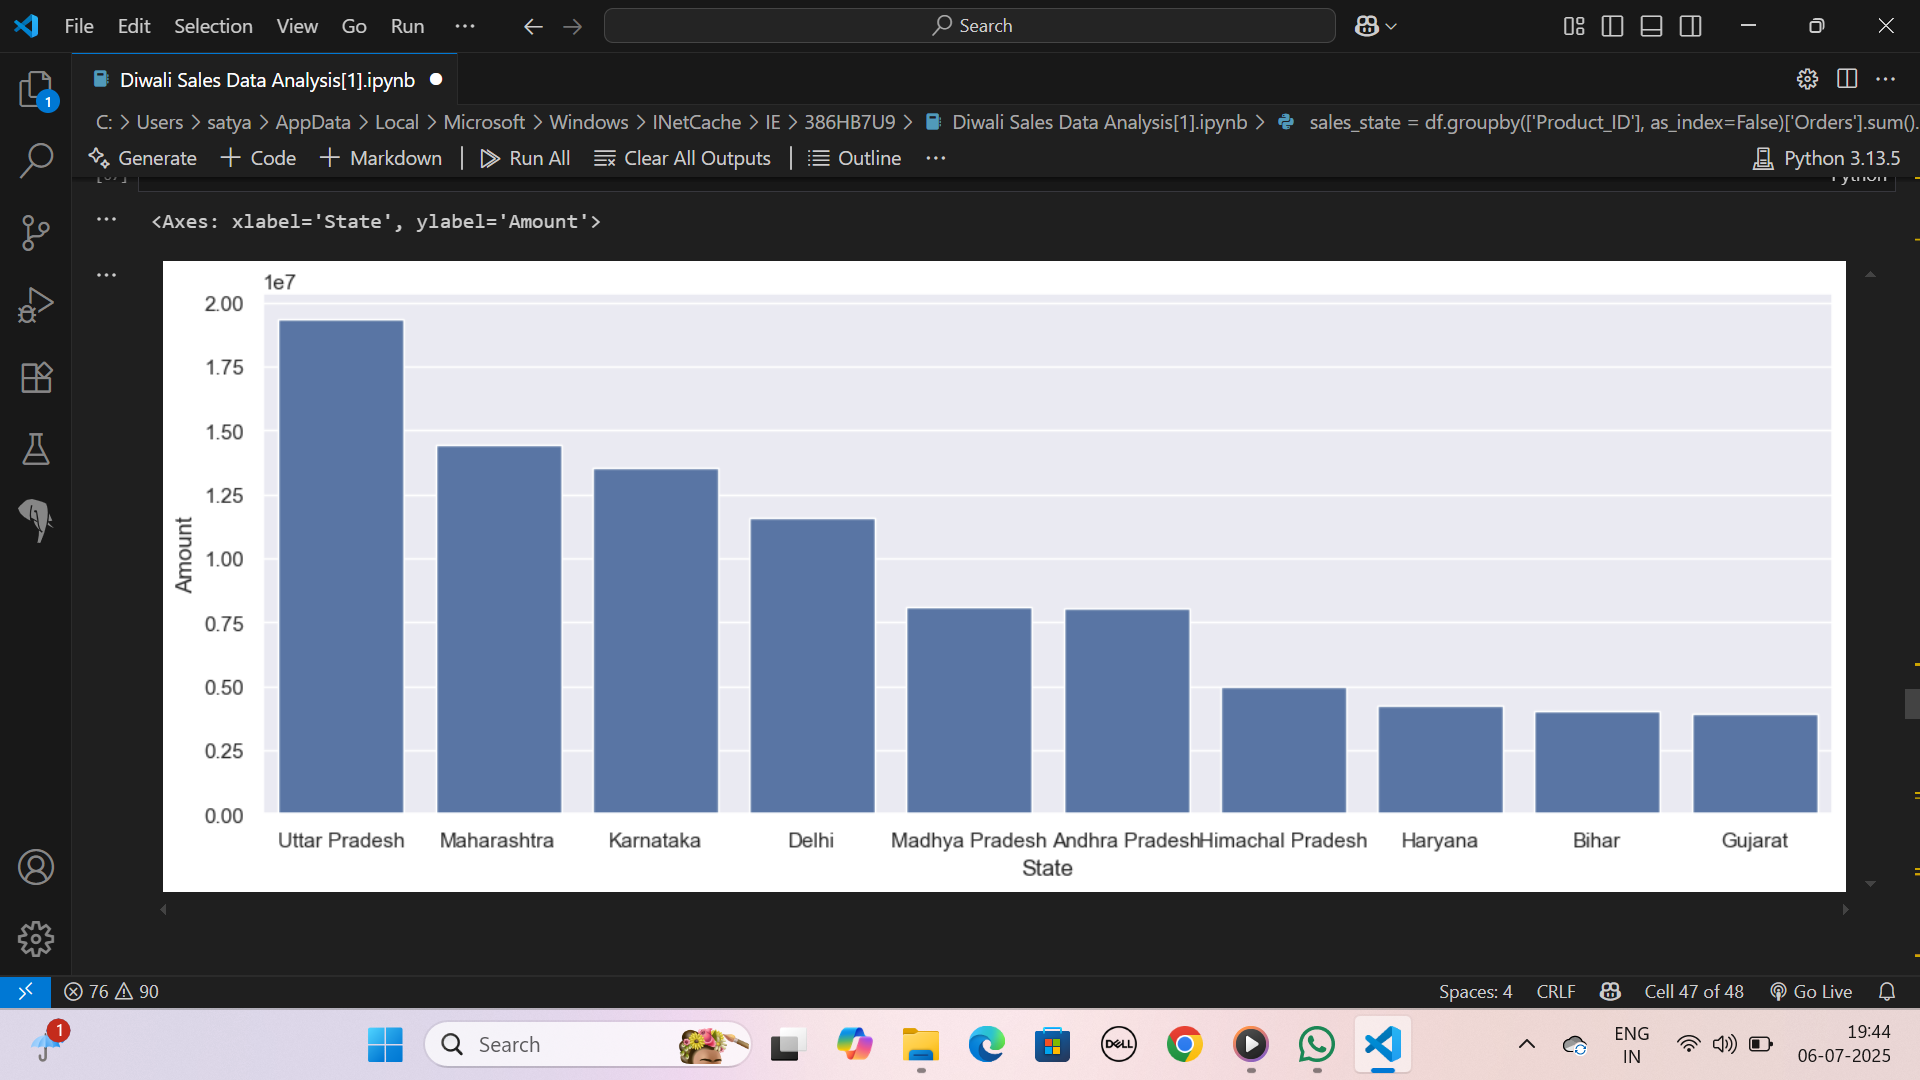 File Edit Selection View Go Run ··· Search
Diwali Sales Data Analysis[1].ipynb
1
C: > Users > satya > AppData > Local > Microsoft > Windows > INetCache > IE > 386HB7U9 > Diwali Sales Data Analysis[1].ipynb > sales_state = df.groupby(['Product_ID'], as_index=False)['Orders'].sum().
Generate + Code + Markdown | Run All Clear All Outputs | Outline ··· Python 3.13.5
Python
<Axes: xlabel='State', ylabel='Amount'>
1e7
2.00
1.75
1.50
1.25
1.00
0.75
0.50
0.25
0.00
Amount
Uttar Pradesh Maharashtra Karnataka Delhi Madhya Pradesh Andhra Pradesh Himachal Pradesh Haryana Bihar Gujarat
State
76 90 Spaces: 4 CRLF Cell 47 of 48 Go Live
1 Search DELL ENG 19:44
IN 06-07-2025